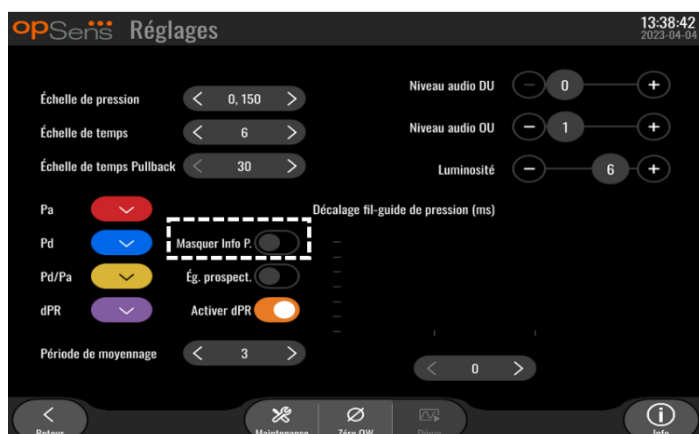 opSens Réglages
13:38:42
2023-04-04
Échelle de pression
0, 150
Niveau audio DU
0
Échelle de temps
6
Niveau audio OU
1
Échelle de temps Pullback
30
Luminosité
6
Pa
Décalage fil-guide de pression (ms)
Pd
Masquer Info P.
Pd/Pa
Ég. prospect.
dPR
Activer dPR
Période de moyennage
3
0
Retour
Maintenance
Zéro OW
Démo
Info